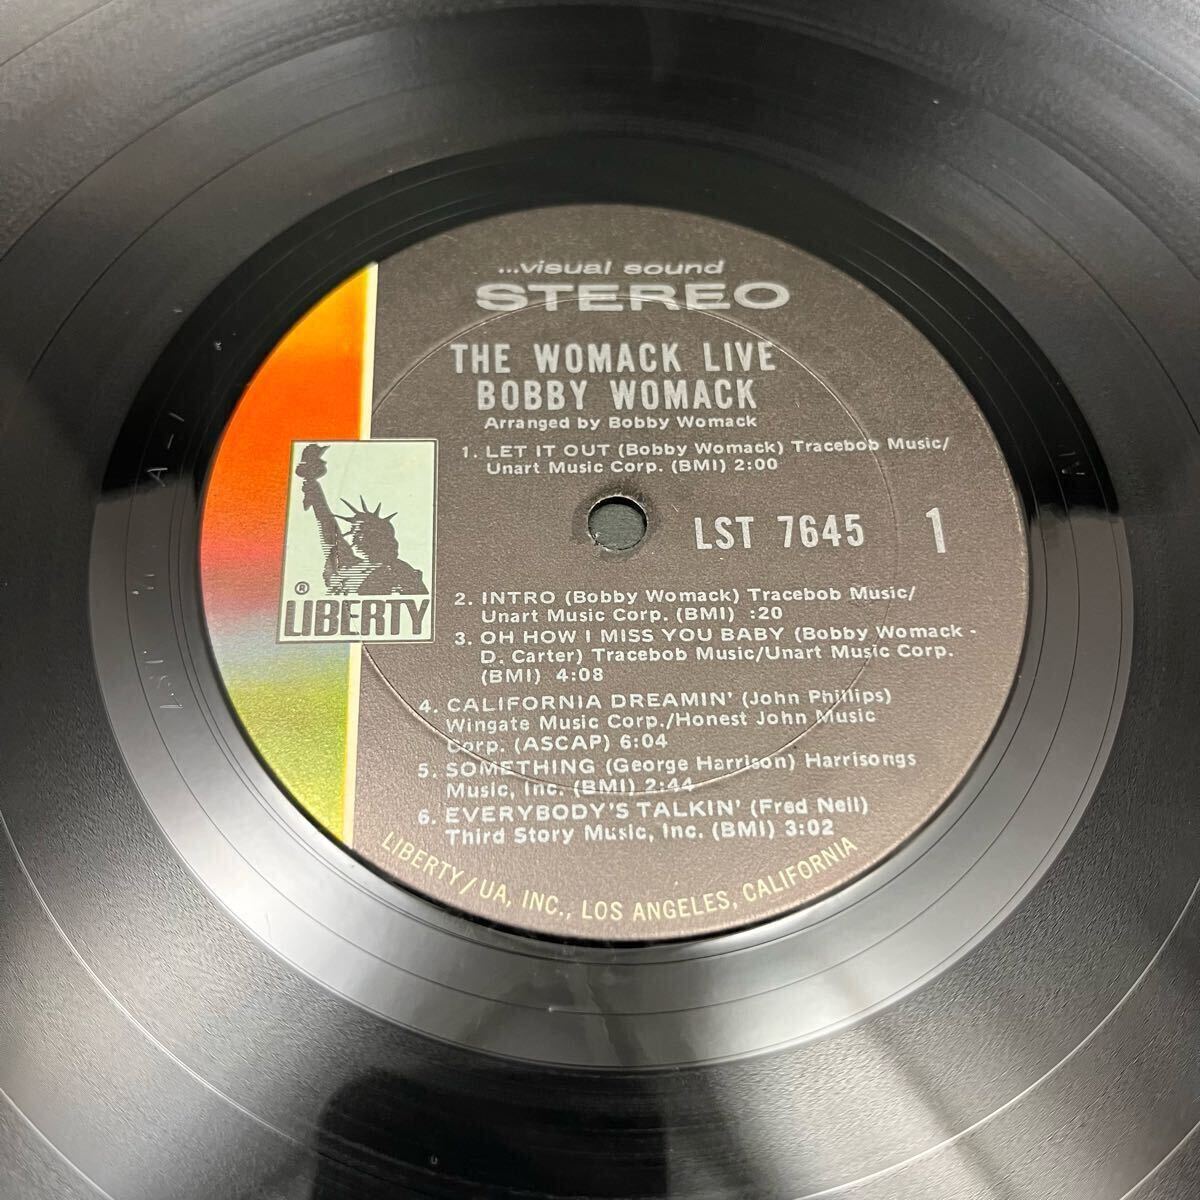 ...visual sound
STEREO
THE WOMACK LIVE
BOBBY WOMACK
Arranged by Bobby Womack
1. LET IT OUT (Bobby Womack) Tracebob Music/
Unart Music Corp. (BMI) 2:00
LST 7645
1
® LIBERTY
2. INTRO (Bobby Womack) Tracebob Music/
Unart Music Corp. (BMI) :20
3. OH HOW I MISS YOU BABY (Bobby Womack -
D. Carter) Tracebob Music/Unart Music Corp.
(BMI) 4:08
4. CALIFORNIA DREAMIN' (John Phillips)
Wingate Music Corp./Honest John Music
Corp. (ASCAP) 6:04
5. SOMETHING (George Harrison) Harrisongs
Music, Inc. (BMI) 2:44
6. EVERYBODY'S TALKIN' (Fred Neil)
Third Story Music, Inc. (BMI) 3:02
LIBERTY/UA, INC., LOS ANGELES, CALIFORNIA